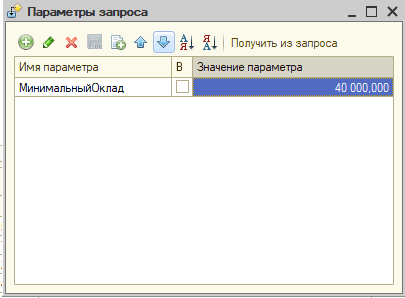 Параметры запроса
Получить из запроса
Имя параметра В Значение параметра
МинимальныйОклад 40 000,000